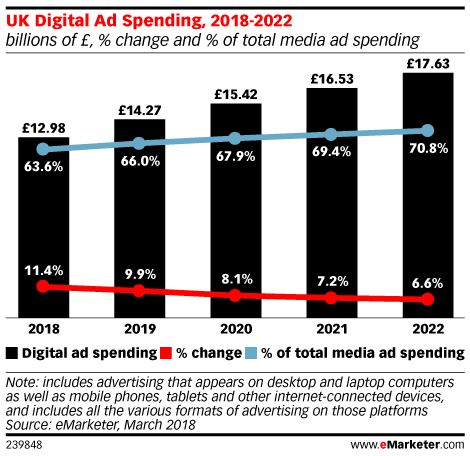 UK Digital Ad Spending, 2018-2022
billions of £, % change and % of total media ad spending
£12.98
£14.27
£15.42
£16.53
£17.63
63.6%
66.0%
67.9%
69.4%
70.8%
11.4%
9.9%
8.1%
7.2%
6.6%
2018 2019 2020 2021 2022
Digital ad spending % change % of total media ad spending
Note: includes advertising that appears on desktop and laptop computers
as well as mobile phones, tablets and other internet-connected devices,
and includes all the various formats of advertising on those platforms
Source: eMarketer, March 2018
239848 www.eMarketer.com